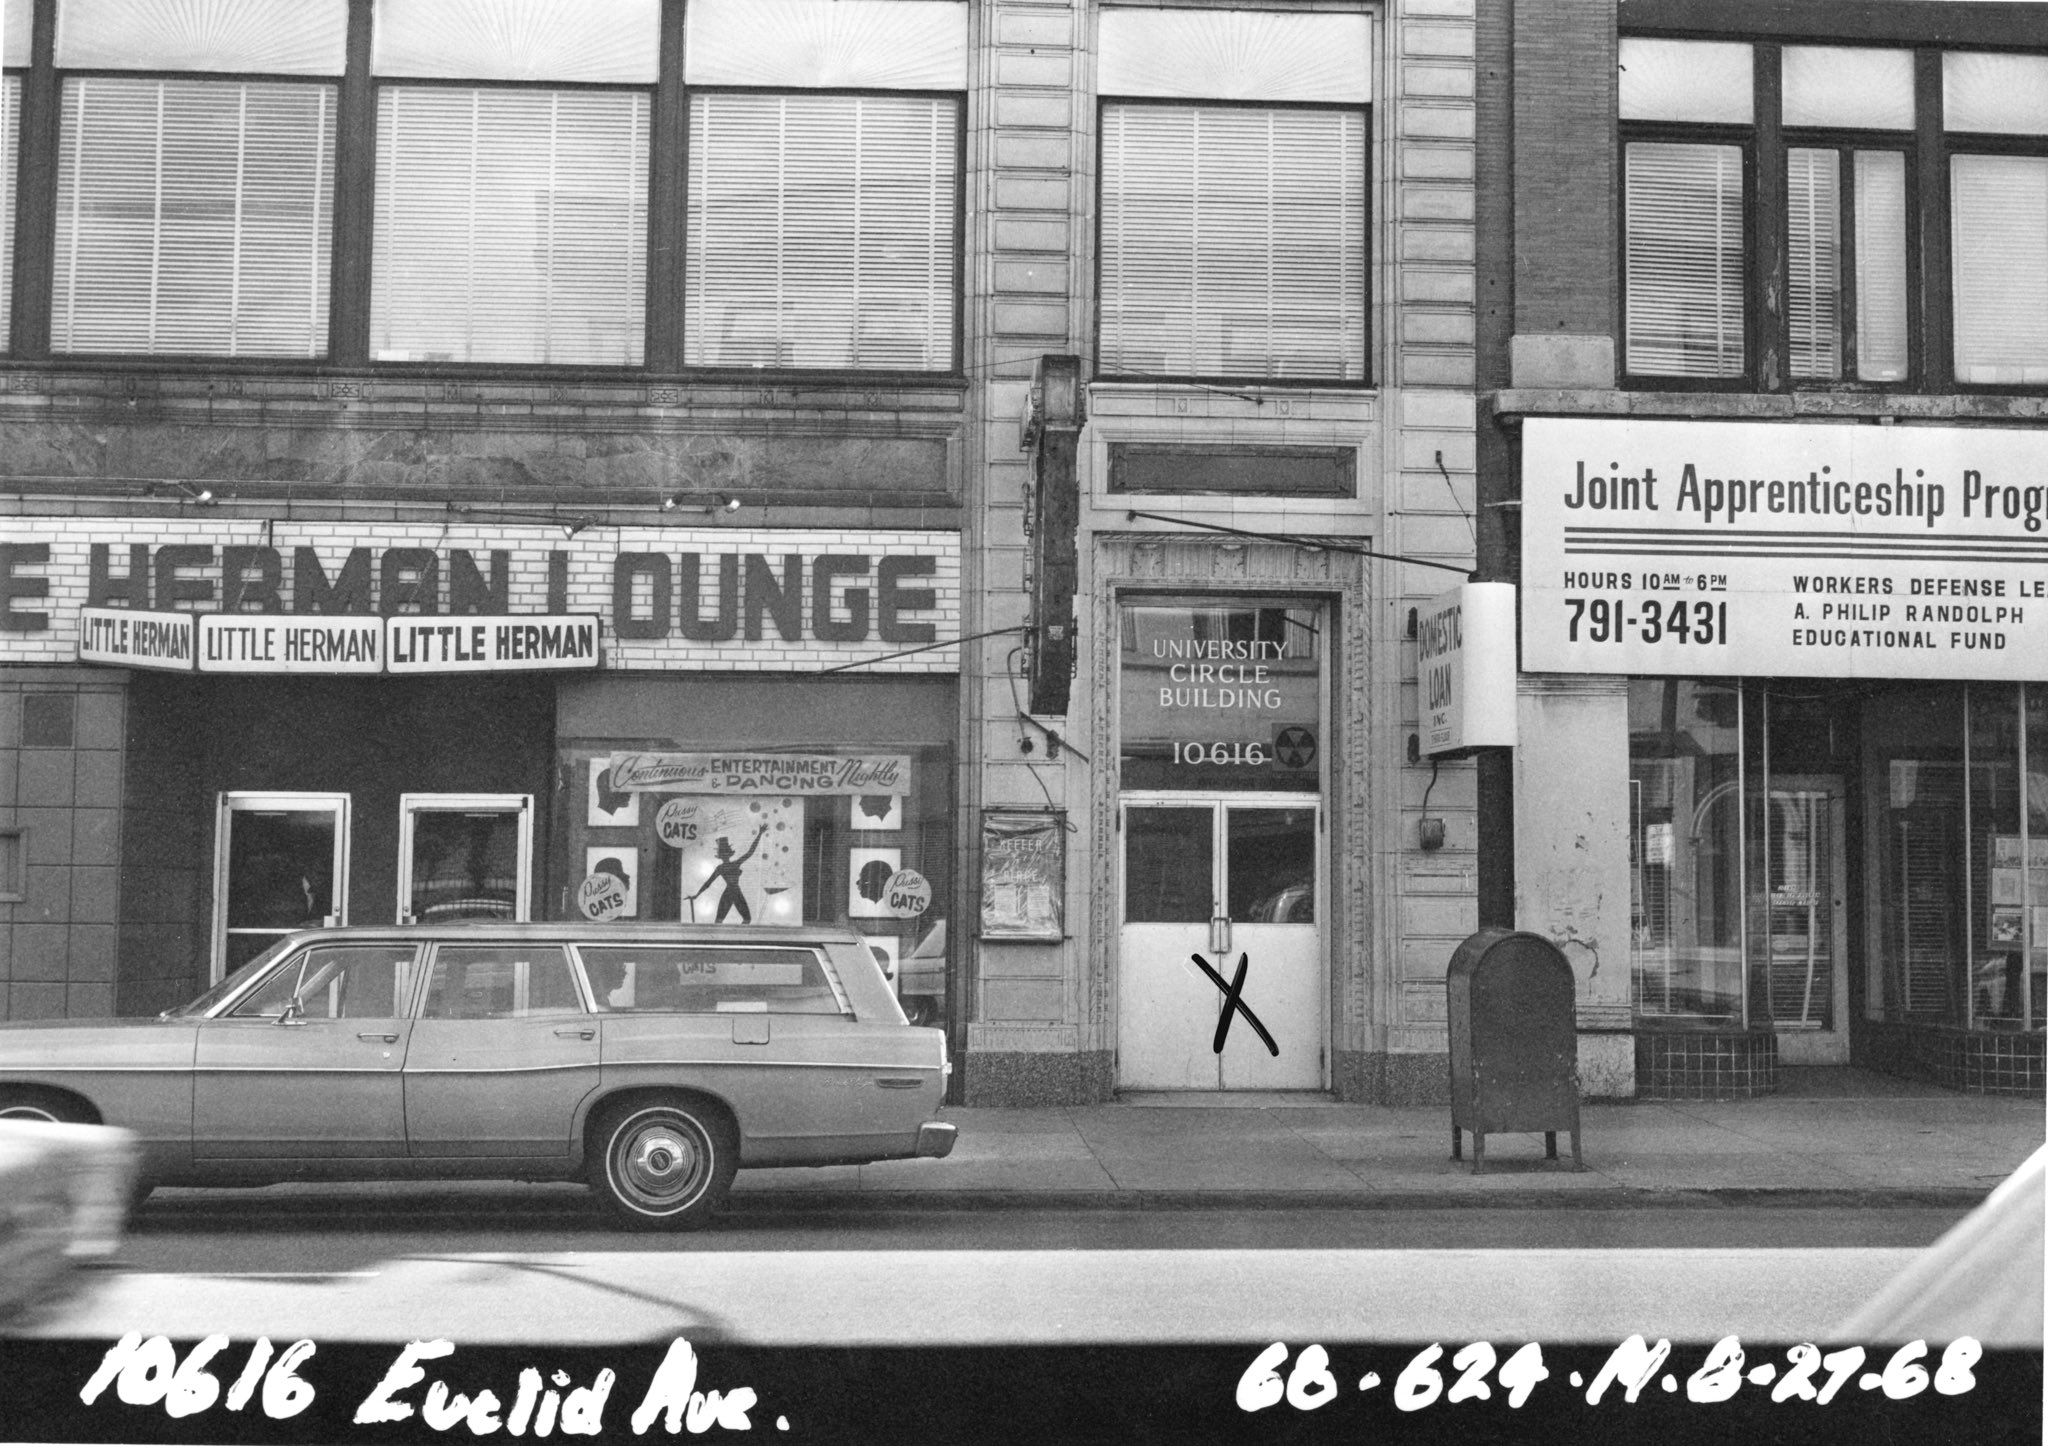 E HERMAN LOUNGE
LITTLE HERMAN
LITTLE HERMAN
LITTLE HERMAN
Continuous ENTERTAINMENT Nightly
& DANCING
Pussy
CATS
Pussy
CATS
Pussy
CATS
CATS
UNIVERSITY
CIRCLE
BUILDING
10616
DOMESTIC
LOAN
INC.
Joint Apprenticeship Progr
HOURS 10 AM to 6 PM
791-3431
WORKERS DEFENSE LE
A. PHILIP RANDOLPH
EDUCATIONAL FUND
X
10616 Euclid Ave.
68-624.M.8-27-68